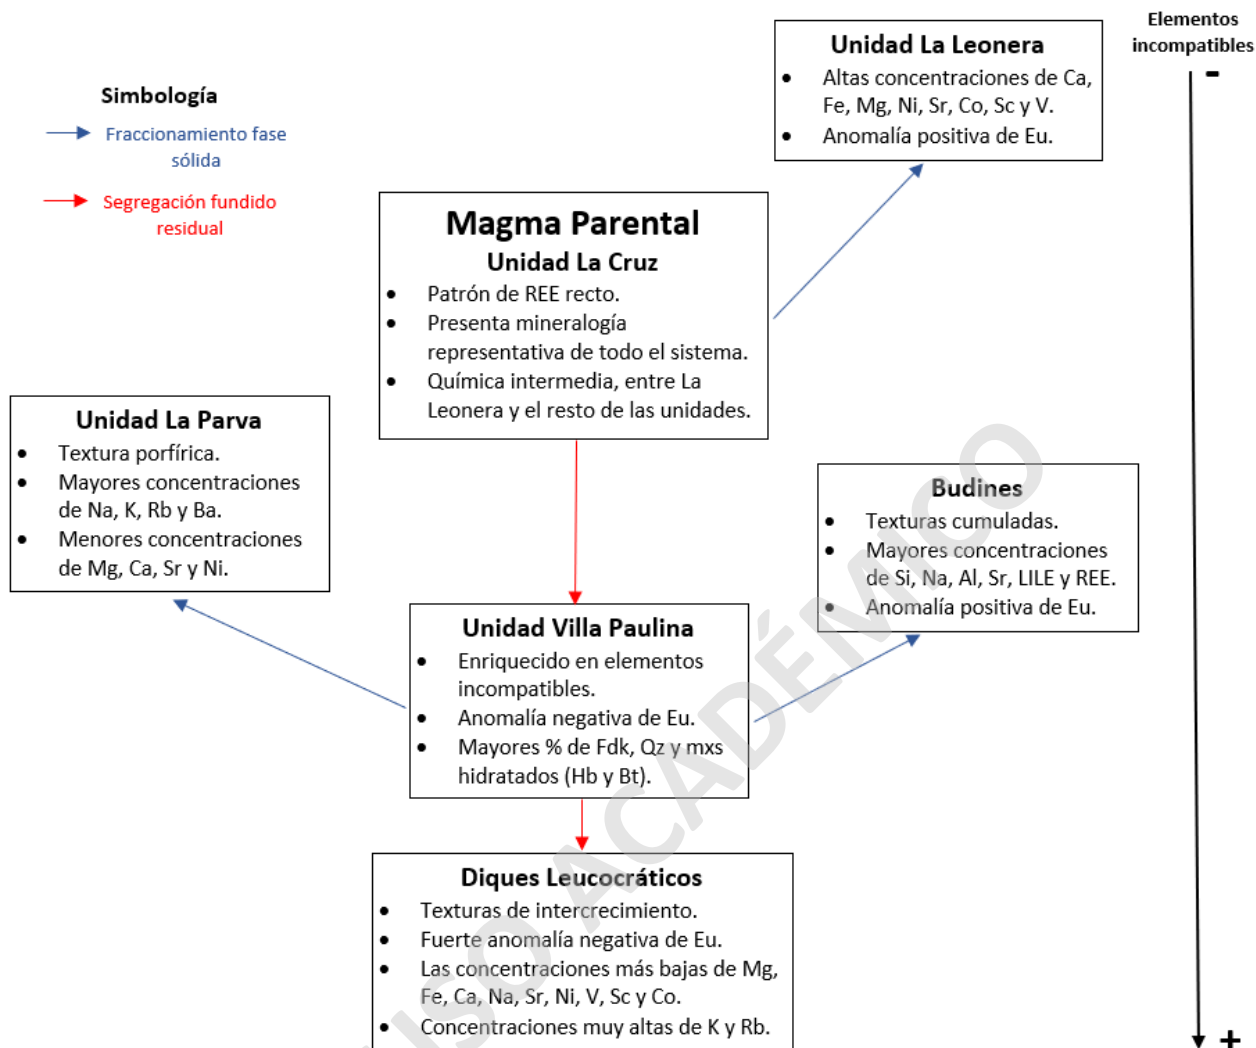 Elementos
incompatibles
-
Unidad La Leonera
• Altas concentraciones de Ca,
Fe, Mg, Ni, Sr, Co, Sc y V.
• Anomalía positiva de Eu.
Simbología
Fraccionamiento fase
sólida
Segregación fundido
residual
Magma Parental
Unidad La Cruz
• Patrón de REE recto.
• Presenta mineralogía
representativa de todo el sistema.
• Química intermedia, entre La
Leonera y el resto de las unidades.
Unidad La Parva
• Textura porfírica.
• Mayores concentraciones
de Na, K, Rb y Ba.
• Menores concentraciones
de Mg, Ca, Sr y Ni.
Budines
• Texturas cumuladas.
• Mayores concentraciones
de Si, Na, Al, Sr, LILE y REE.
• Anomalía positiva de Eu.
Unidad Villa Paulina
• Enriquecido en elementos
incompatibles.
• Anomalía negativa de Eu.
• Mayores % de Fdk, Qz y mxs
hidratados (Hb y Bt).
Diques Leucocráticos
• Texturas de intercrecimiento.
• Fuerte anomalía negativa de Eu.
• Las concentraciones más bajas de Mg,
Fe, Ca, Na, Sr, Ni, V, Sc y Co.
• Concentraciones muy altas de K y Rb.
+
USO ACADÉMICO